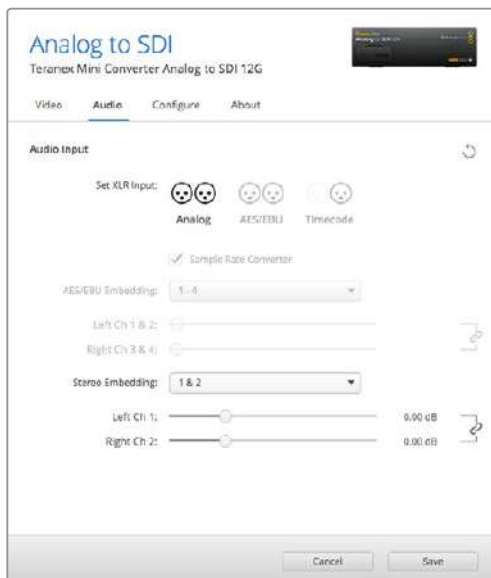 Analog to SDI
Teranex Mini Converter Analog to SDI 12G
Video Audio Configure About
Audio Input
Set XLR Input:
Analog AES/EBU Timecode
Sample Rate Converter
AES/EBU Embedding: 1 - 4
Left Ch 1 & 2:
Right Ch 3 & 4:
Stereo Embedding: 1 & 2
Left Ch 1: 0.00 dB
Right Ch 2: 0.00 dB
Cancel Save